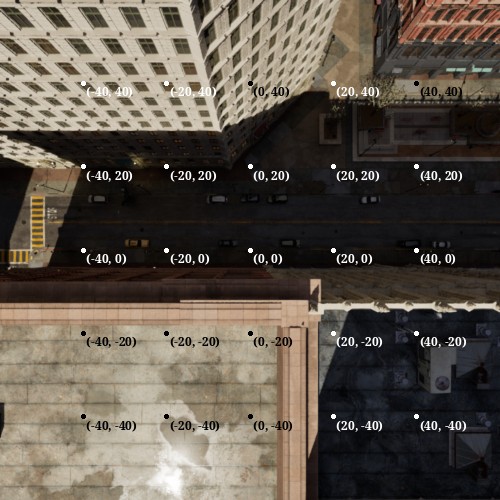 (-40, 40) (-20, 40) (0, 40) (20, 40) (40, 40)
(-40, 20) (-20, 20) (0, 20) (20, 20) (40, 20)
(-40, 0) (-20, 0) (0, 0) (20, 0) (40, 0)
(-40, -20) (-20, -20) (0, -20) (20, -20) (40, -20)
(-40, -40) (-20, -40) (0, -40) (20, -40) (40, -40)